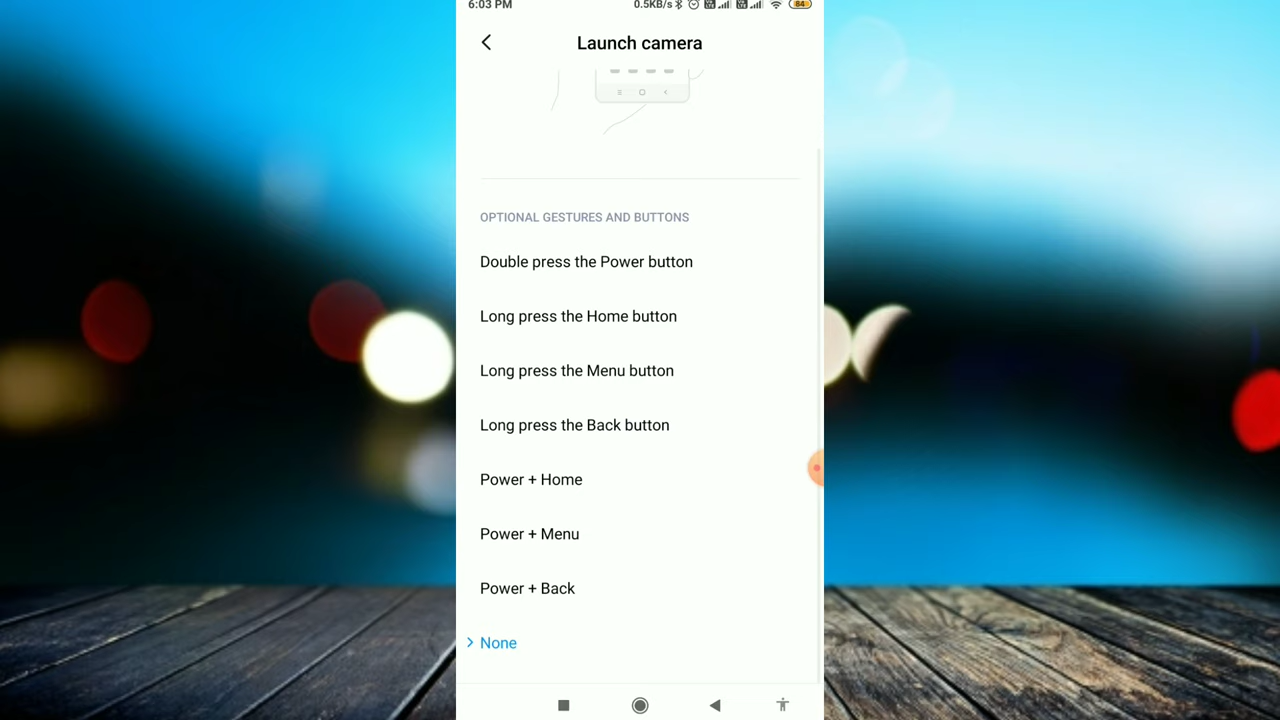 6:03 PM 0.5KB/s 84
Launch camera
OPTIONAL GESTURES AND BUTTONS
Double press the Power button
Long press the Home button
Long press the Menu button
Long press the Back button
Power + Home
Power + Menu
Power + Back
None